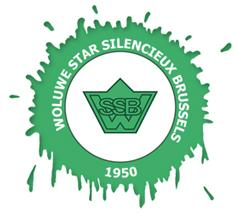 WOLUWE STAR SILENCIEUX BRUSSELS
SSB
W
1950